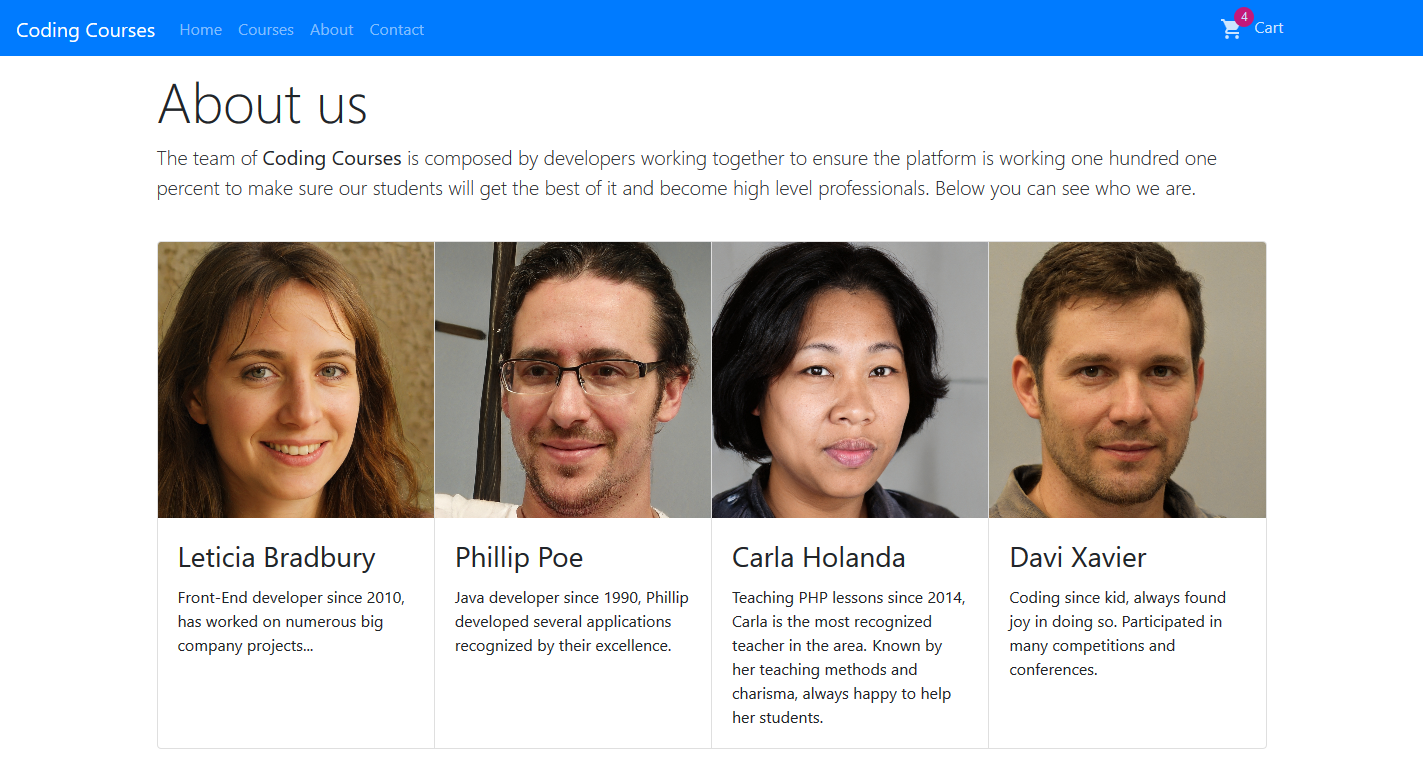 Coding Courses Home Courses About Contact 4 Cart
About us
The team of Coding Courses is composed by developers working together to ensure the platform is working one hundred one
percent to make sure our students will get the best of it and become high level professionals. Below you can see who we are.
Leticia Bradbury
Front-End developer since 2010,
has worked on numerous big
company projects...
Phillip Poe
Java developer since 1990, Phillip
developed several applications
recognized by their excellence.
Carla Holanda
Teaching PHP lessons since 2014,
Carla is the most recognized
teacher in the area. Known by
her teaching methods and
charisma, always happy to help
her students.
Davi Xavier
Coding since kid, always found
joy in doing so. Participated in
many competitions and
conferences.